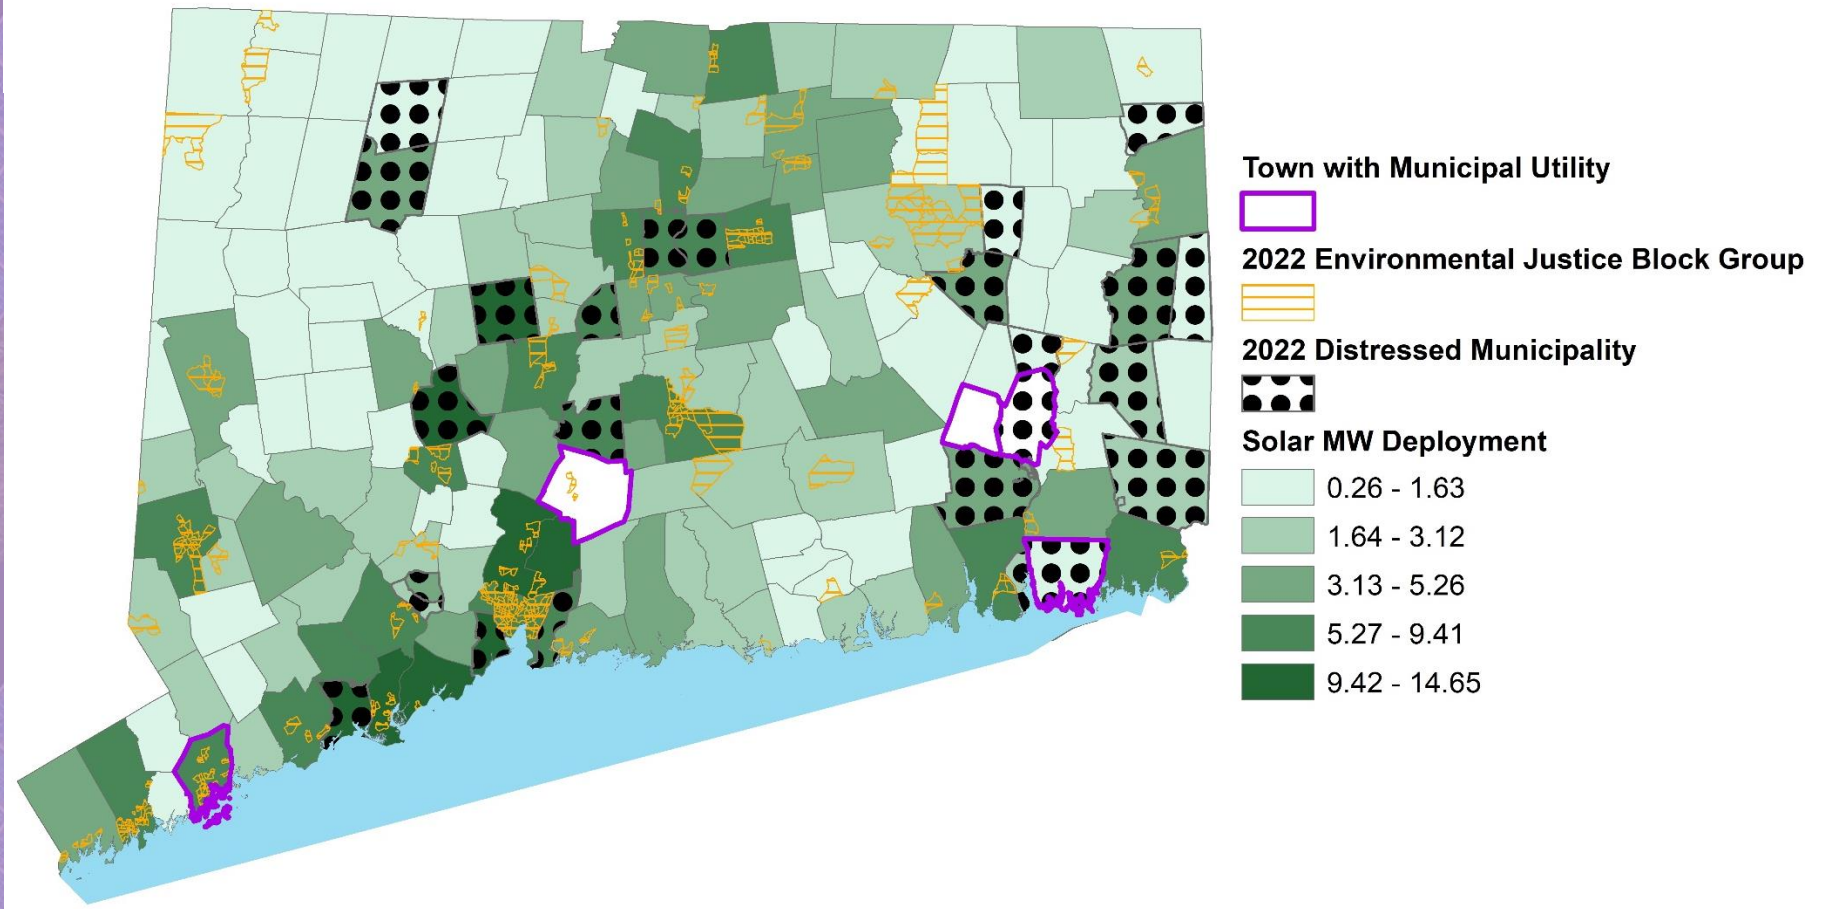 Town with Municipal Utility
2022 Environmental Justice Block Group
2022 Distressed Municipality
Solar MW Deployment
0.26 - 1.63
1.64 - 3.12
3.13 - 5.26
5.27 - 9.41
9.42 - 14.65